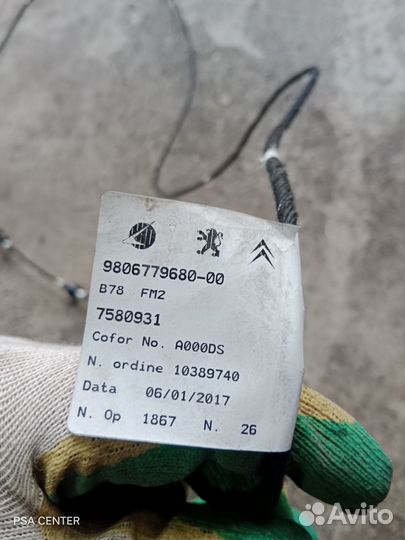 9806779680-00
B78 FM2
7580931
Cofor No. A000DS
N. ordine 10389740
Data 06/01/2017
N. Op 1867 N. 26
PSA CENTER
Avito